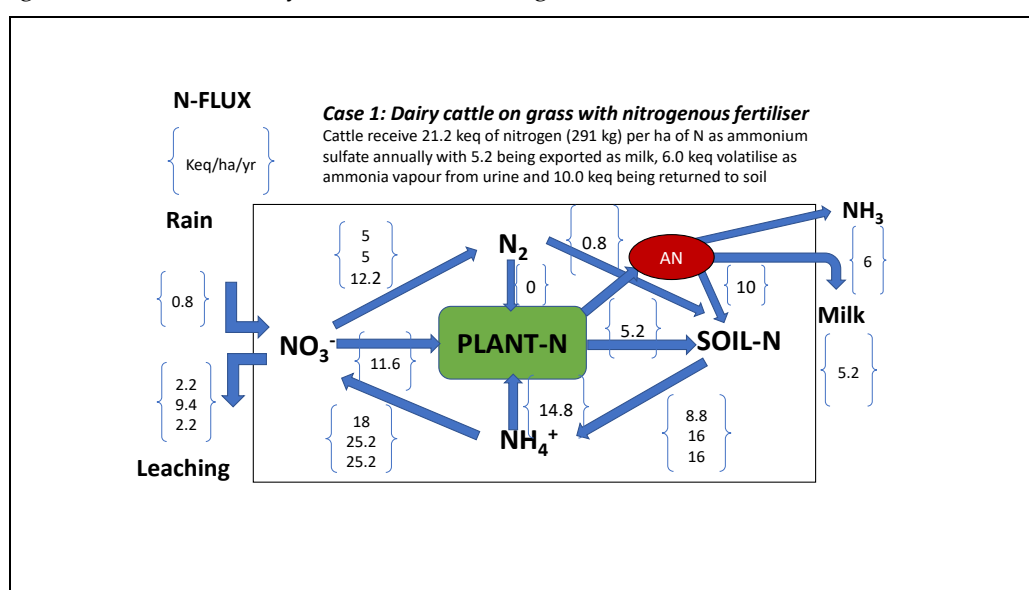 N-FLUX
Keq/ha/yr
Case 1: Dairy cattle on grass with nitrogenous fertiliser
Cattle receive 21.2 keq of nitrogen (291 kg) per ha of N as ammonium
sulfate annually with 5.2 being exported as milk, 6.0 keq volatilise as
ammonia vapour from urine and 10.0 keq being returned to soil
Rain
0.8
5
5
12.2
N2
0.8
AN
NH3
6
0
10
Milk
5.2
NO3-
11.6
PLANT-N
5.2
SOIL-N
2.2
9.4
2.2
Leaching
18
25.2
25.2
14.8
NH4+
8.8
16
16